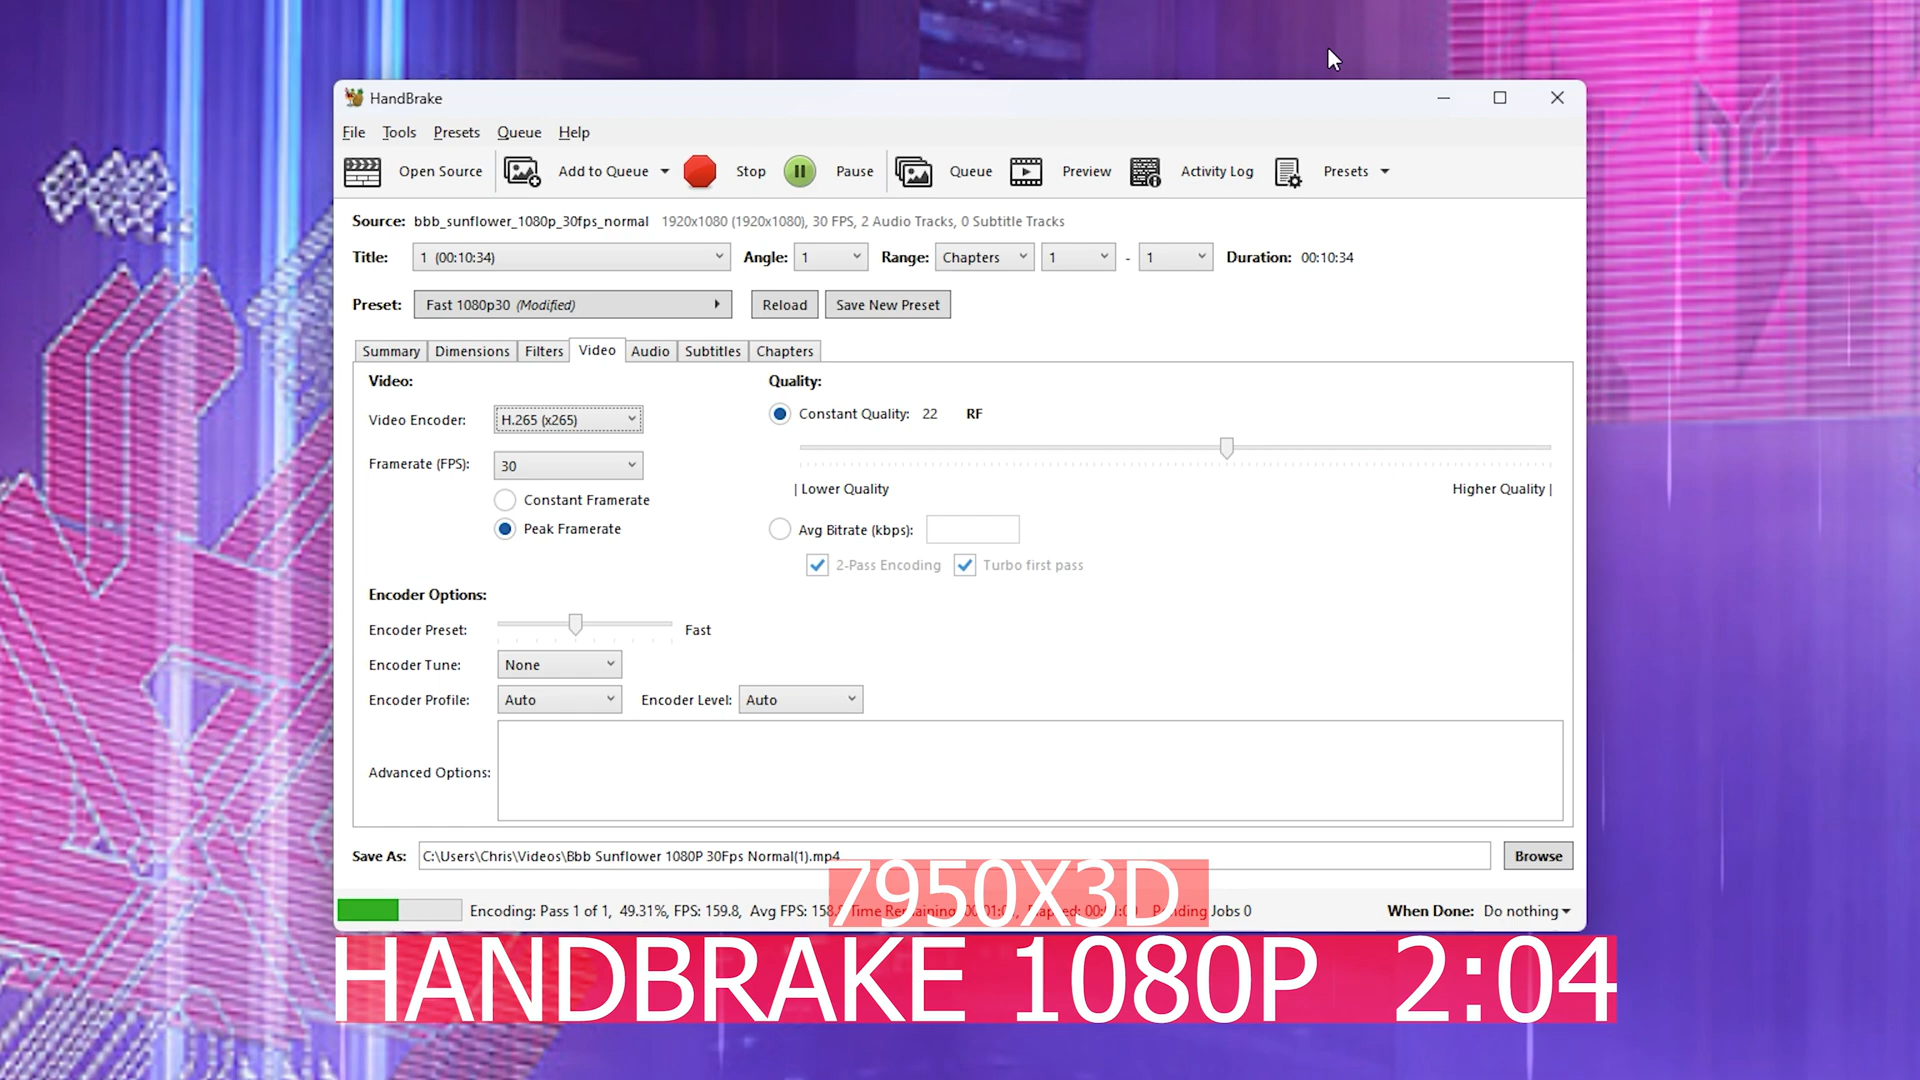 HandBrake
File Tools Presets Queue Help
Open Source Add to Queue Stop Pause Queue Preview Activity Log Presets
Source: bbb_sunflower_1080p_30fps_normal 1920x1080 (1920x1080), 30 FPS, 2 Audio Tracks, 0 Subtitle Tracks
Title: 1 (00:10:34) Angle: 1 Range: Chapters 1 - 1 Duration: 00:10:34
Preset: Fast 1080p30 (Modified) Reload Save New Preset
Summary Dimensions Filters Video Audio Subtitles Chapters
Video: Quality:
Video Encoder: H.265 (x265) Constant Quality: 22 RF
Framerate (FPS): 30
| Lower Quality Higher Quality |
Constant Framerate
Peak Framerate Avg Bitrate (kbps):
2-Pass Encoding Turbo first pass
Encoder Options:
Encoder Preset: Fast
Encoder Tune: None
Encoder Profile: Auto Encoder Level: Auto
Advanced Options:
Save As: C:\Users\Chris\Videos\Bbb Sunflower 1080P 30Fps Normal(1).mp4 Browse
7950X3D
Encoding: Pass 1 of 1, 49.31%, FPS: 159.8, Avg FPS: Time Remaining: Elapsed: Pending Jobs 0 When Done: Do nothing
HANDBRAKE 1080P 2:04